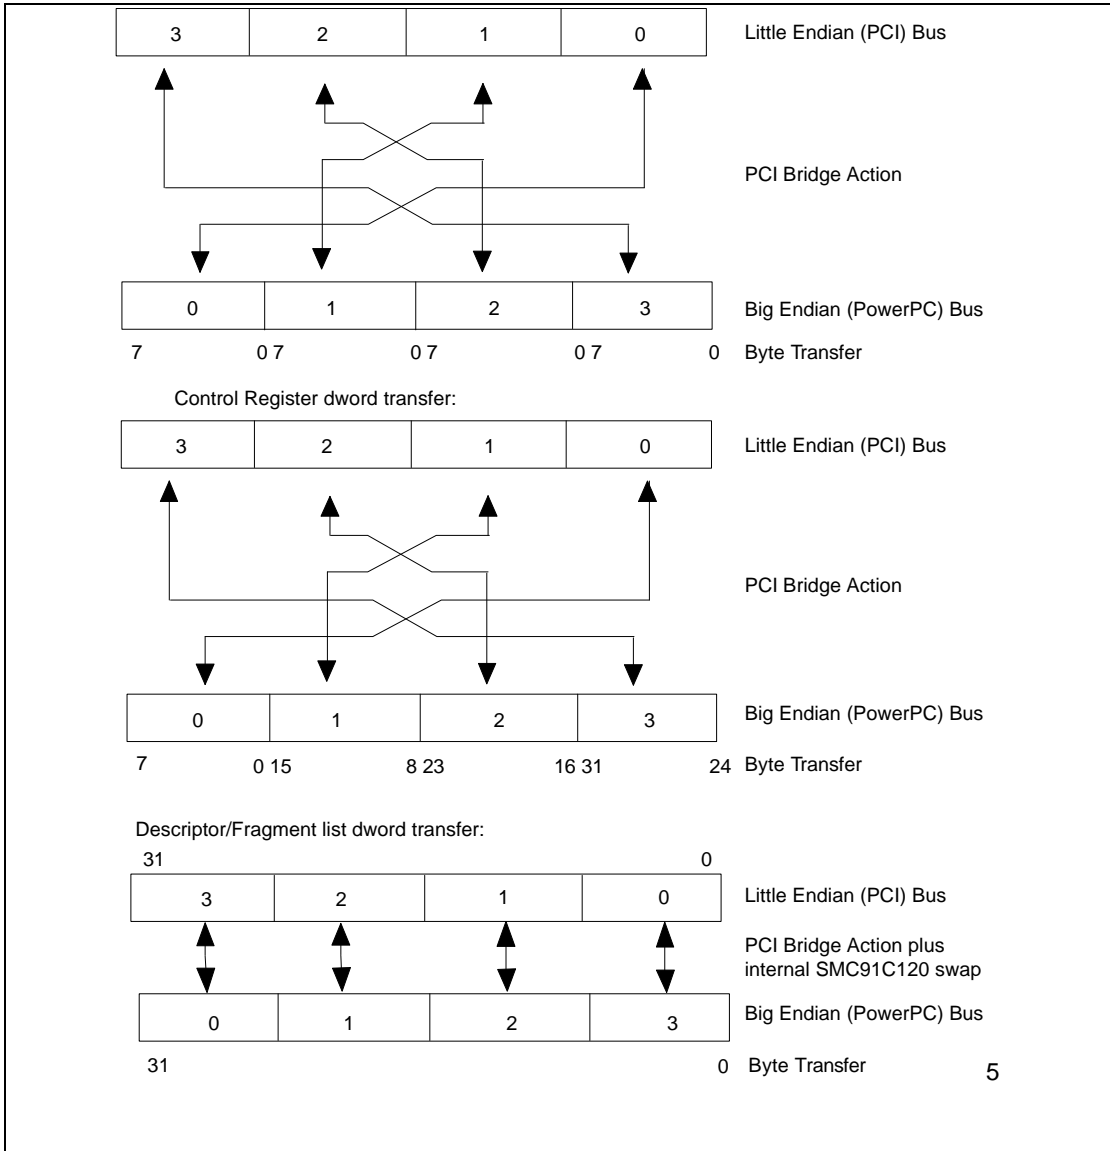 3 2 1 0 Little Endian (PCI) Bus
PCI Bridge Action
0 1 2 3 Big Endian (PowerPC) Bus
7 0 7 0 7 0 7 0 Byte Transfer
Control Register dword transfer:
3 2 1 0 Little Endian (PCI) Bus
PCI Bridge Action
0 1 2 3 Big Endian (PowerPC) Bus
7 0 15 8 23 16 31 24 Byte Transfer
Descriptor/Fragment list dword transfer:
31 0
3 2 1 0 Little Endian (PCI) Bus
PCI Bridge Action plus
internal SMC91C120 swap
0 1 2 3 Big Endian (PowerPC) Bus
31 0 Byte Transfer
5